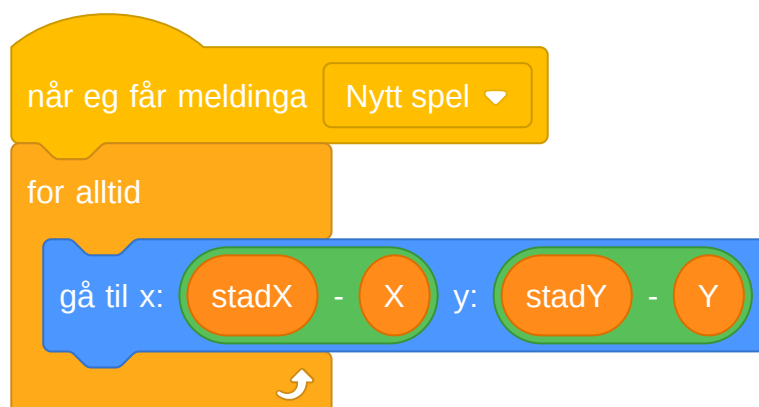 når eg får meldinga Nytt spel
for alltid
gå til x: stadX - X y: stadY - Y